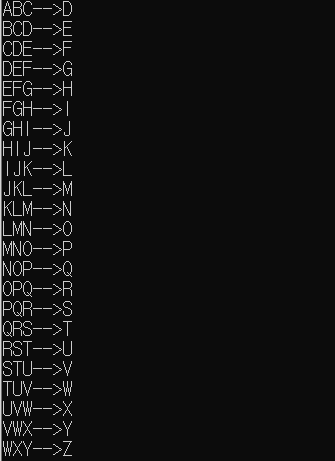 ABC-->D
BCD-->E
CDE-->F
DEF-->G
EFG-->H
FGH-->I
GHI-->J
HIJ-->K
IJK-->L
JKL-->M
KLM-->N
LMN-->O
MNO-->P
NOP-->Q
OPQ-->R
PQR-->S
QRS-->T
RST-->U
STU-->V
TUV-->W
UVW-->X
VWX-->Y
WXY-->Z